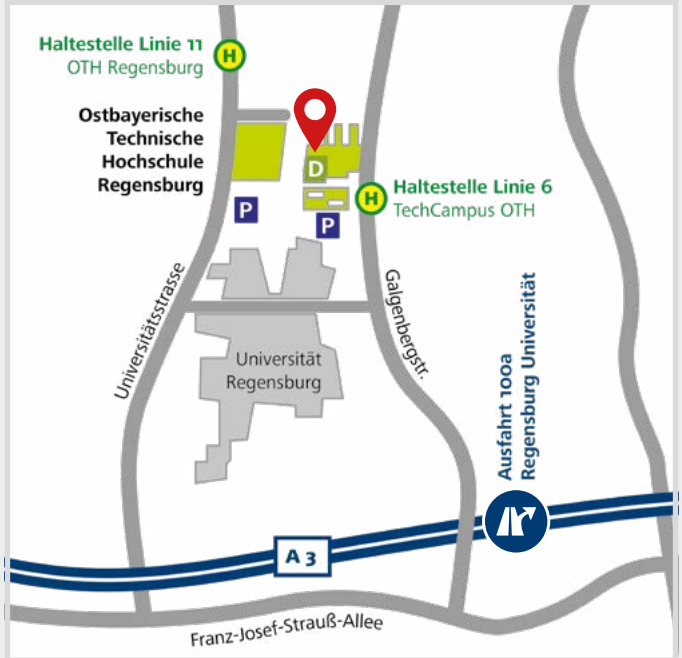 Haltestelle Linie 11
OTH Regensburg
H
Ostbayerische
Technische
Hochschule
Regensburg
D
P
P
H
Haltestelle Linie 6
TechCampus OTH
Universitätsstrasse
Galgenbergstr.
Universität
Regensburg
Ausfahrt 100a
Regensburg Universität
A 3
Franz-Josef-Strauß-Allee